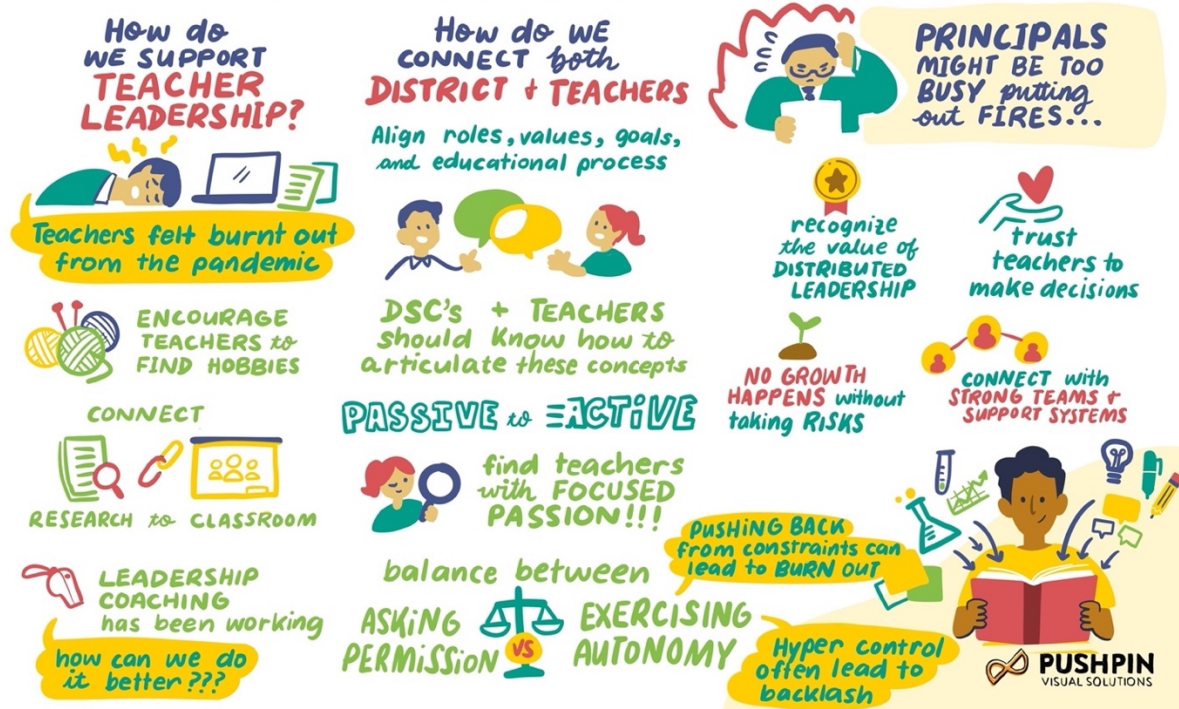 How do
WE SUPPORT
TEACHER
LEADERSHIP?
Teachers felt burnt out
from the pandemic
ENCOURAGE
TEACHERS to
FIND HOBBIES
CONNECT
RESEARCH to CLASSROOM
LEADERSHIP
COACHING
has been working
how can we do
it better???
How do WE
CONNECT both
DISTRICT + TEACHERS
Align roles, values, goals,
and educational process
DSC's + TEACHERS
should know how to
articulate these concepts
PASSIVE to ACTIVE
find teachers
with FOCUSED
PASSION!!!
balance between
ASKING
PERMISSION
VS
EXERCISING
AUTONOMY
PRINCIPALS
MIGHT BE TOO
BUSY putting
out FIRES...
recognize
the value of
DISTRIBUTED
LEADERSHIP
trust
teachers to
make decisions
NO GROWTH
HAPPENS without
taking RISKS
CONNECT with
STRONG TEAMS +
SUPPORT SYSTEMS
PUSHING BACK
from constraints can
lead to BURN OUT
Hyper control
often lead to
backlash
PUSHPIN
VISUAL SOLUTIONS